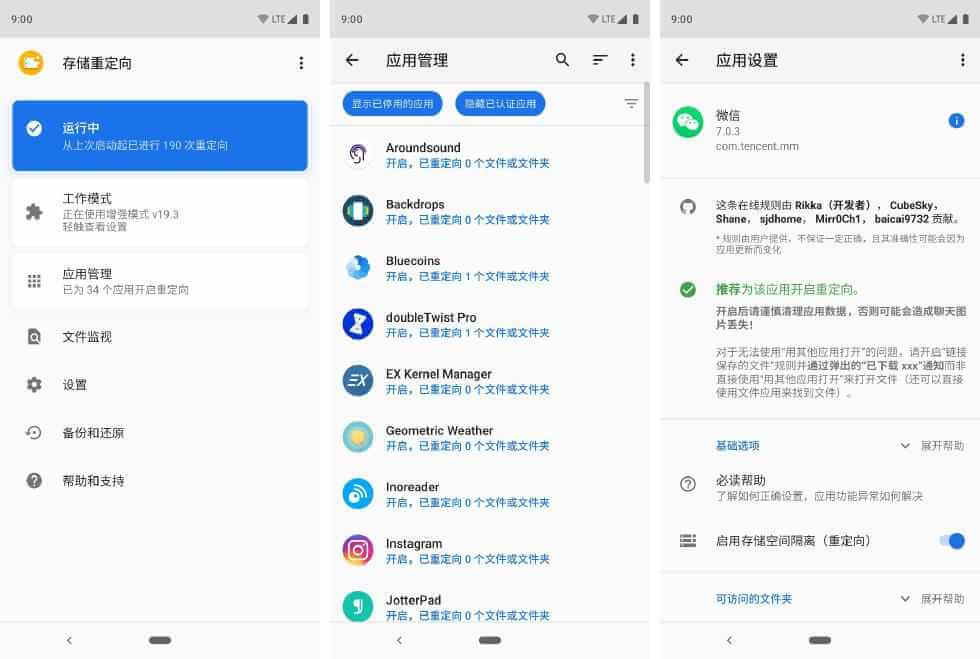 9:00
LTE
存储重定向
运行中
从上次启动起已进行 190 次重定向
工作模式
正在使用增强模式 v19.3
轻触查看设置
应用管理
已为 34 个应用开启重定向
文件监视
设置
备份和还原
帮助和支持
9:00
LTE
应用管理
显示已停用的应用
隐藏已认证应用
Aroundsound
开启，已重定向 0 个文件或文件夹
Backdrops
开启，已重定向 0 个文件或文件夹
Bluecoins
开启，已重定向 1 个文件或文件夹
doubleTwist Pro
开启，已重定向 1 个文件或文件夹
EX Kernel Manager
开启，已重定向 0 个文件或文件夹
Geometric Weather
开启，已重定向 0 个文件或文件夹
Inoreader
开启，已重定向 0 个文件或文件夹
Instagram
开启，已重定向 0 个文件或文件夹
JotterPad
开启，已重定向 0 个文件或文件夹
9:00
LTE
应用设置
微信
7.0.3
com.tencent.mm
这条在线规则由 Rikka（开发者）， CubeSky，
Shane， sjdhome， Mirr0Ch1， baicai9732 贡献。
* 规则由用户提供，不保证一定正确，且其准确性可能会因为
应用更新而变化
推荐为该应用开启重定向。
开启后请谨慎清理应用数据，否则可能会造成聊天图
片丢失！
对于无法使用“用其他应用打开”的问题，请开启“链接
保存的文件”规则并通过弹出的“已下载 xxx”通知而非
直接使用“用其他应用打开”来打开文件（还可以直接
使用文件应用来找到文件）。
基础选项
展开帮助
必读帮助
了解如何正确设置，应用功能异常如何解决
启用存储空间隔离（重定向）
可访问的文件夹
展开帮助